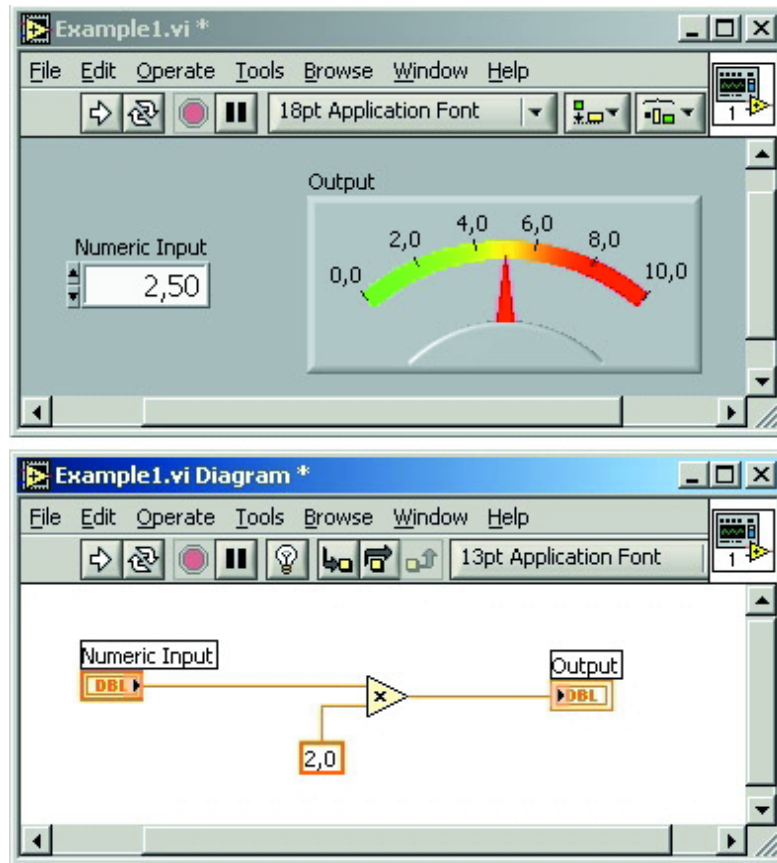 Example1.vi *
File Edit Operate Tools Browse Window Help
18pt Application Font
1
Output
Numeric Input
2,50
0,0 2,0 4,0 6,0 8,0 10,0
Example1.vi Diagram *
File Edit Operate Tools Browse Window Help
13pt Application Font
1
Numeric Input
DBL
×
Output
DBL
2,0